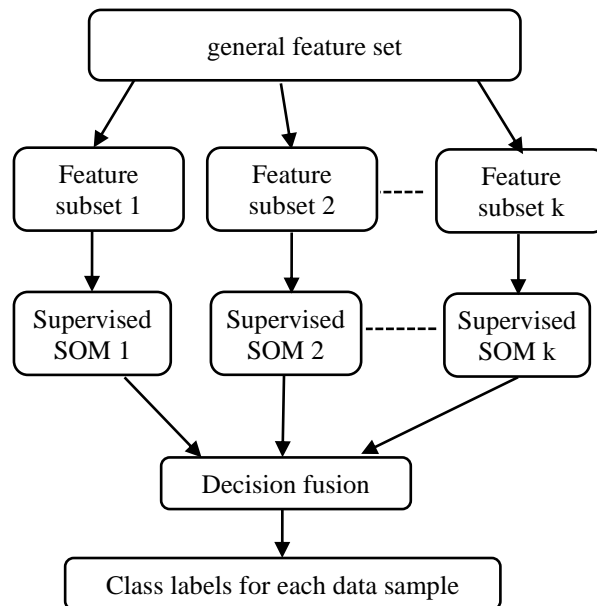 general feature set
Feature
subset 1
Feature
subset 2
Feature
subset k
Supervised
SOM 1
Supervised
SOM 2
Supervised
SOM k
Decision fusion
Class labels for each data sample